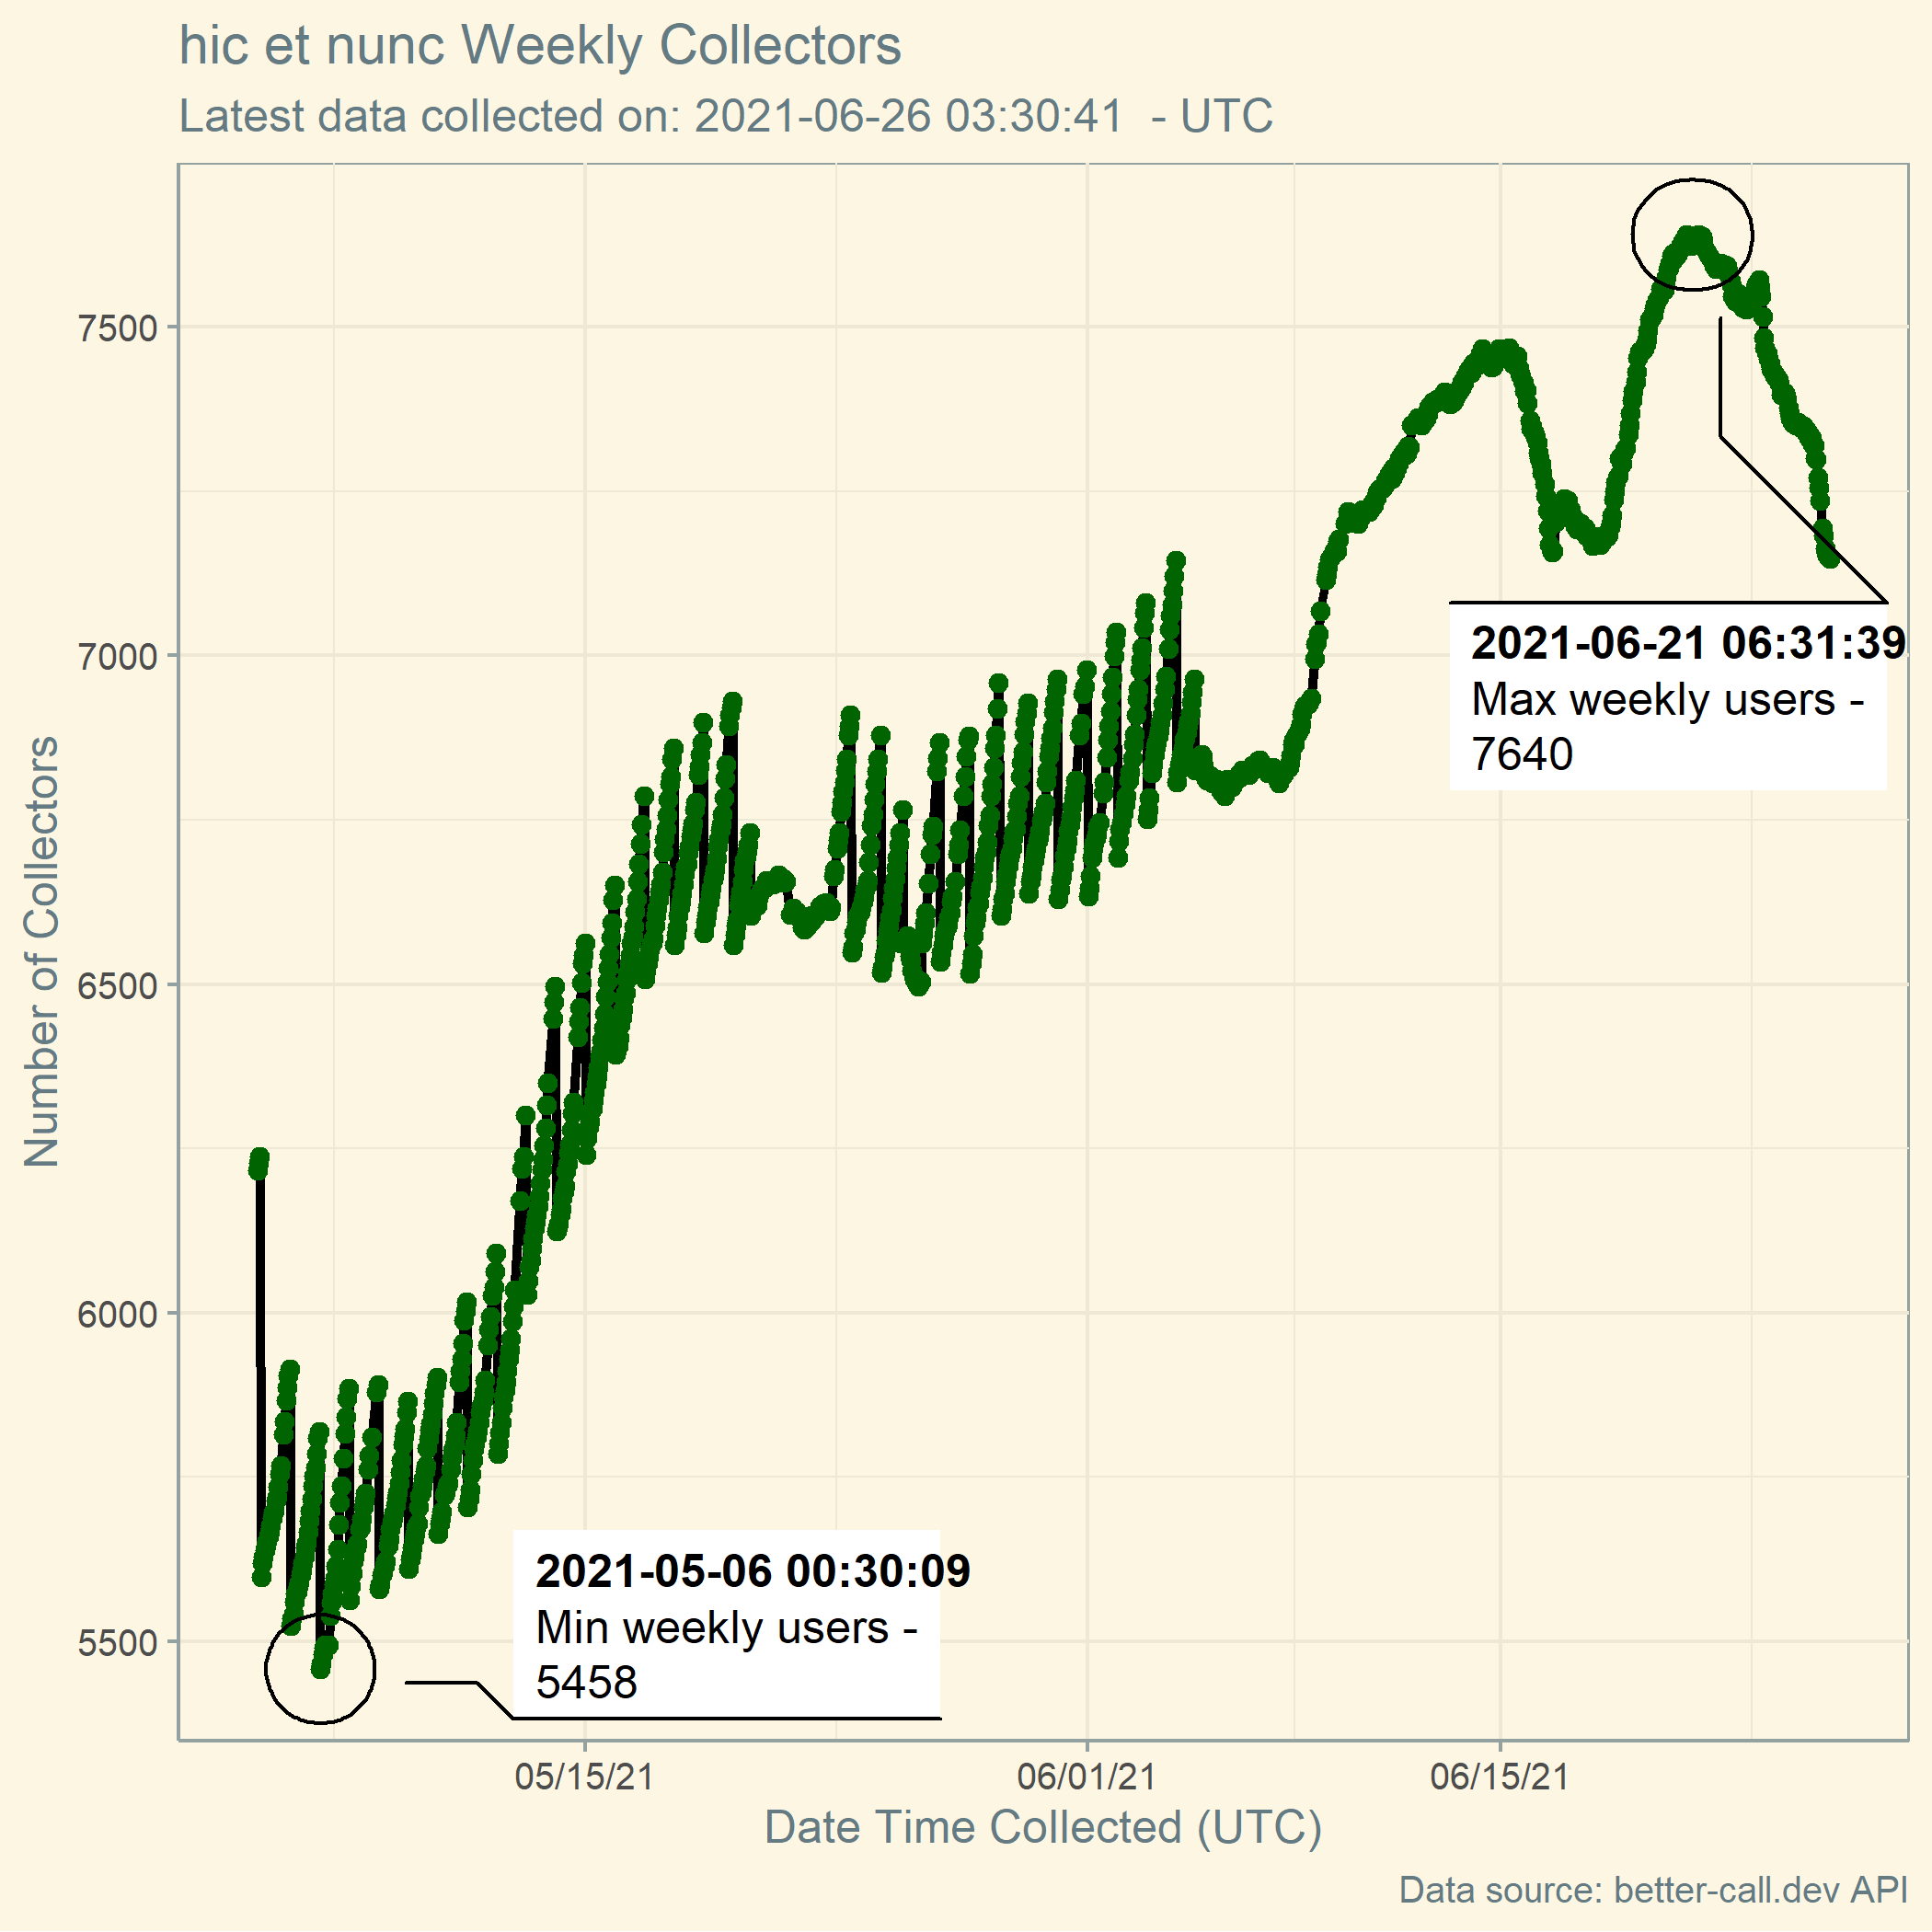 hic et nunc Weekly Collectors
Latest data collected on: 2021-06-26 03:30:41  - UTC
Number of Collectors
7500
7000
6500
6000
5500
2021-06-21 06:31:39
Max weekly users -
7640
2021-05-06 00:30:09
Min weekly users -
5458
05/15/21
06/01/21
06/15/21
Date Time Collected (UTC)
Data source: better-call.dev API